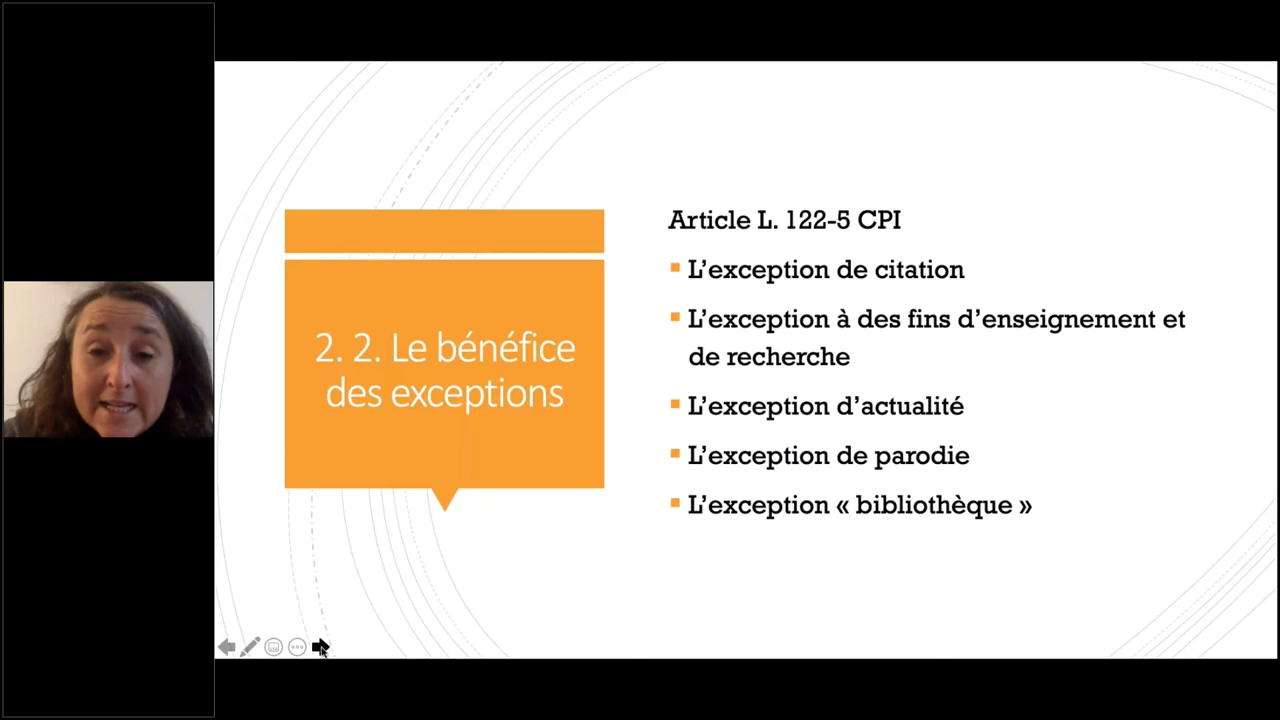 2. 2. Le bénéfice
des exceptions
Article L. 122-5 CPI
L’exception de citation
L’exception à des fins d’enseignement et
de recherche
L’exception d’actualité
L’exception de parodie
L’exception « bibliothèque »